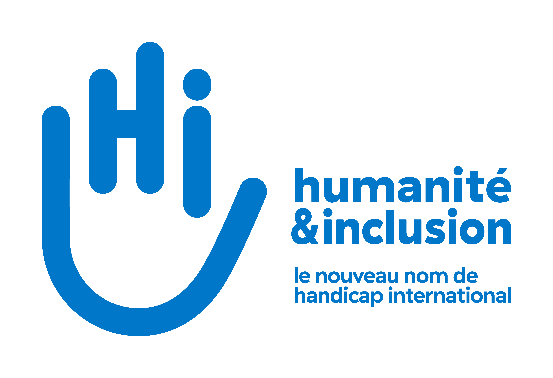 Hi
humanité
&inclusion
le nouveau nom de
handicap international